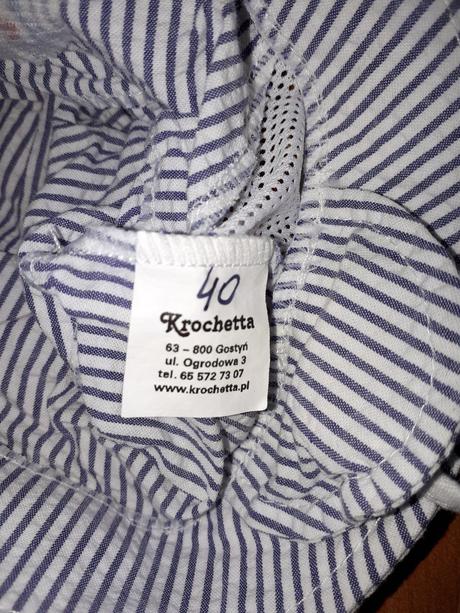 40
Krochetta
63 – 800 Gostyń
ul. Ogrodowa 3
tel. 65 572 73 07
www.krochetta.pl